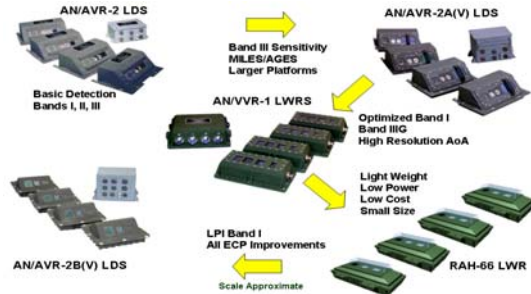 AN/AVR-2 LDS
AN/AVR-2A(V) LDS
Band III Sensitivity
MILES/AGES
Larger Platforms
Basic Detection
Bands I, II, III
AN/VVR-1 LWRS
Optimized Band I
Band IIIG
High Resolution AoA
Light Weight
Low Power
Low Cost
Small Size
LPI Band I
All ECP Improvements
AN/AVR-2B(V) LDS
Scale Approximate
RAH-66 LWR